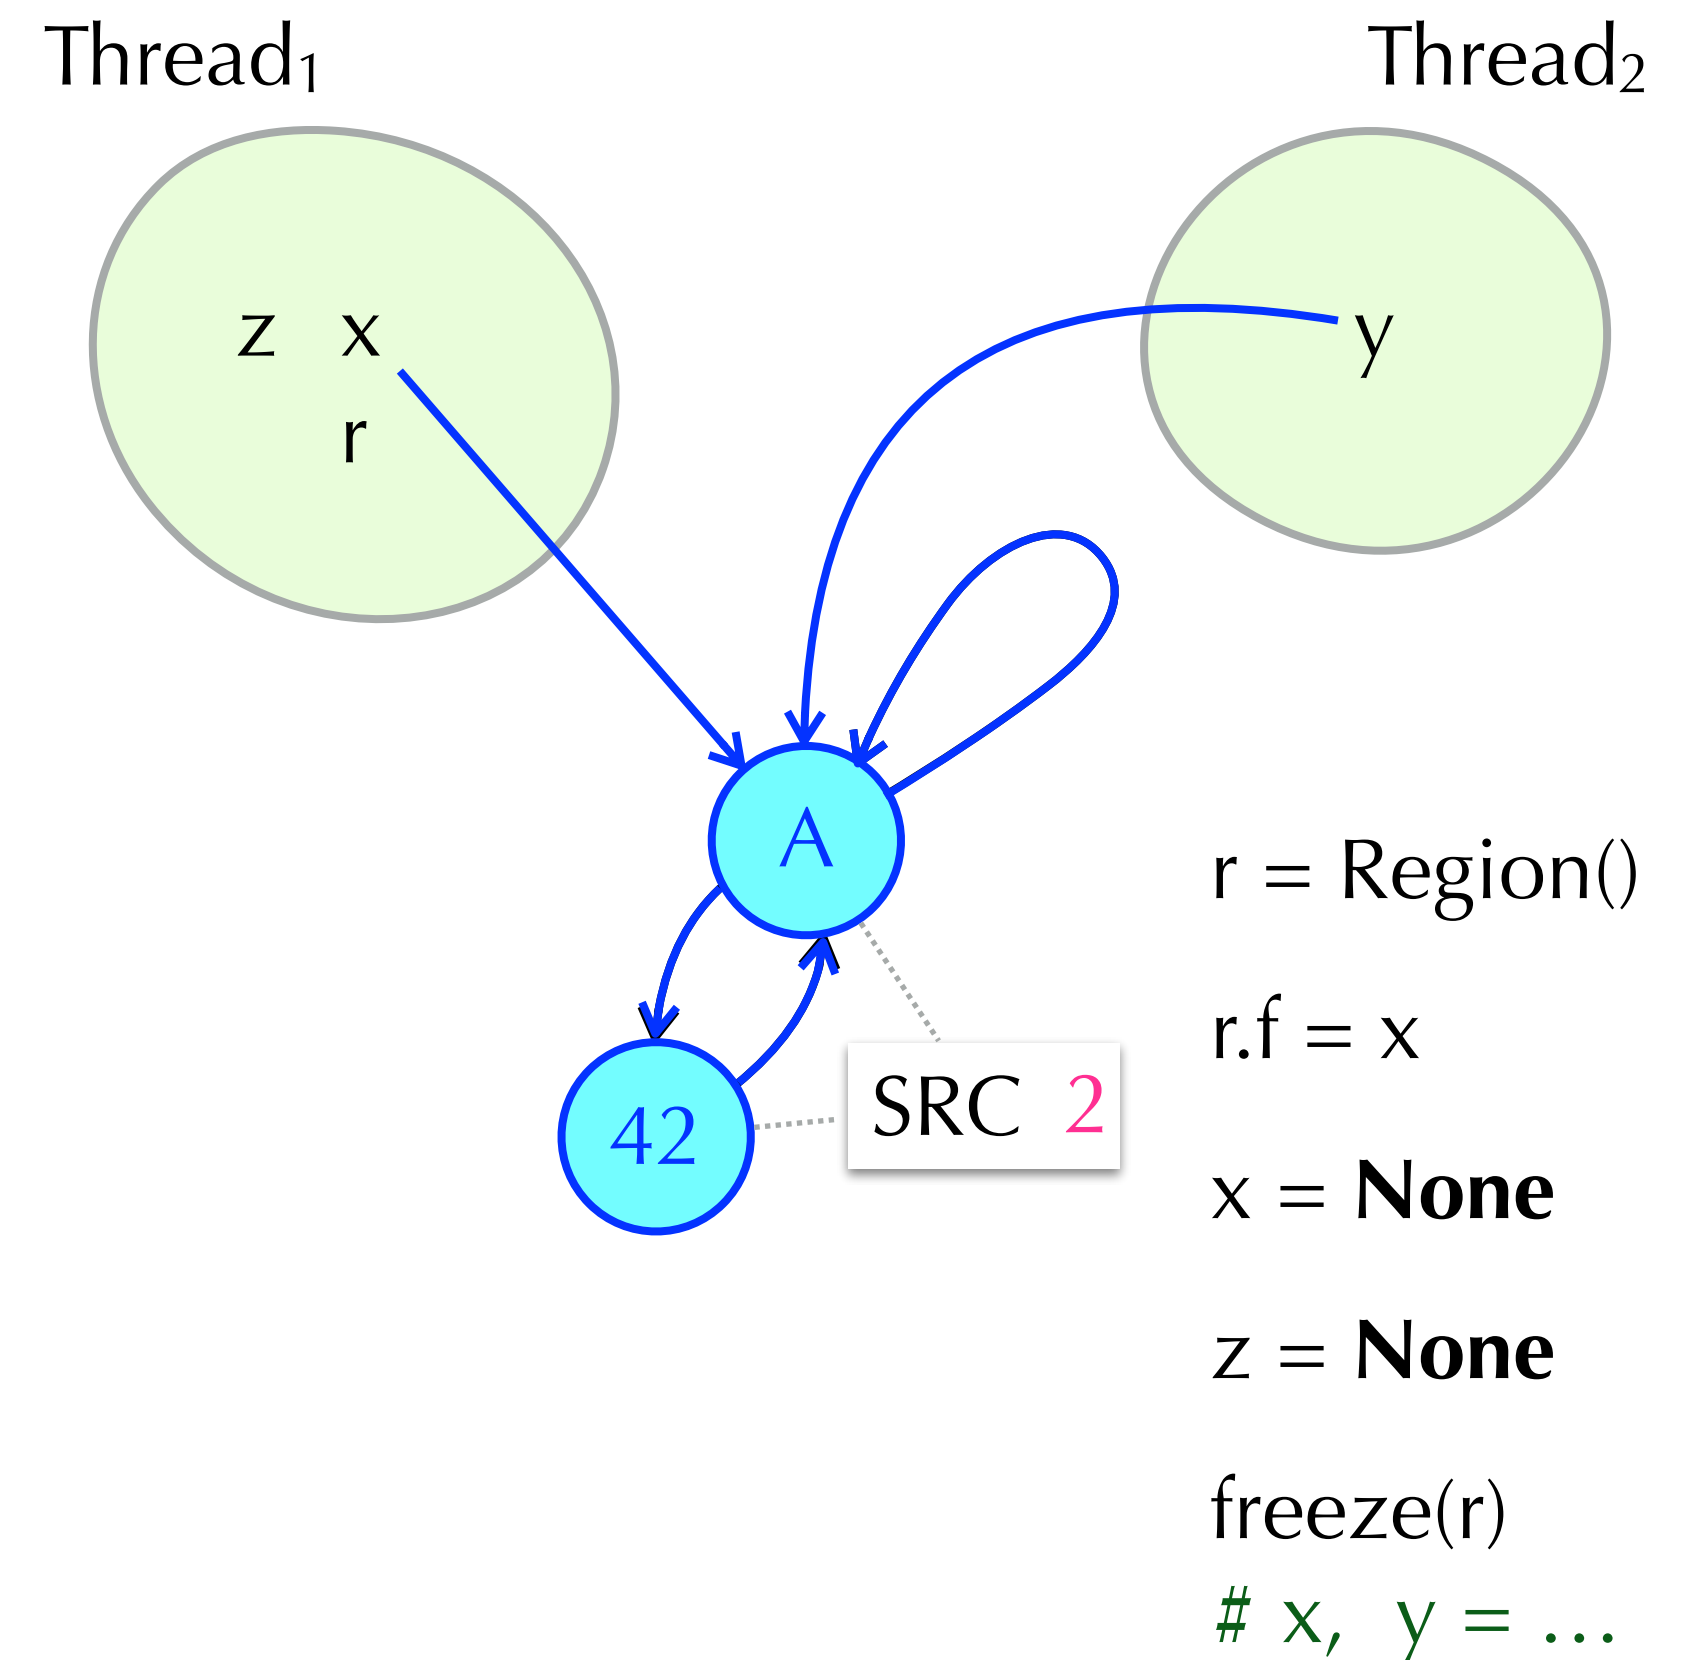 Thread₁ Thread₂
z x y
r
A
r = Region()
r.f = x
SRC 2
42
x = None
z = None
freeze(r)
# x, y = ...